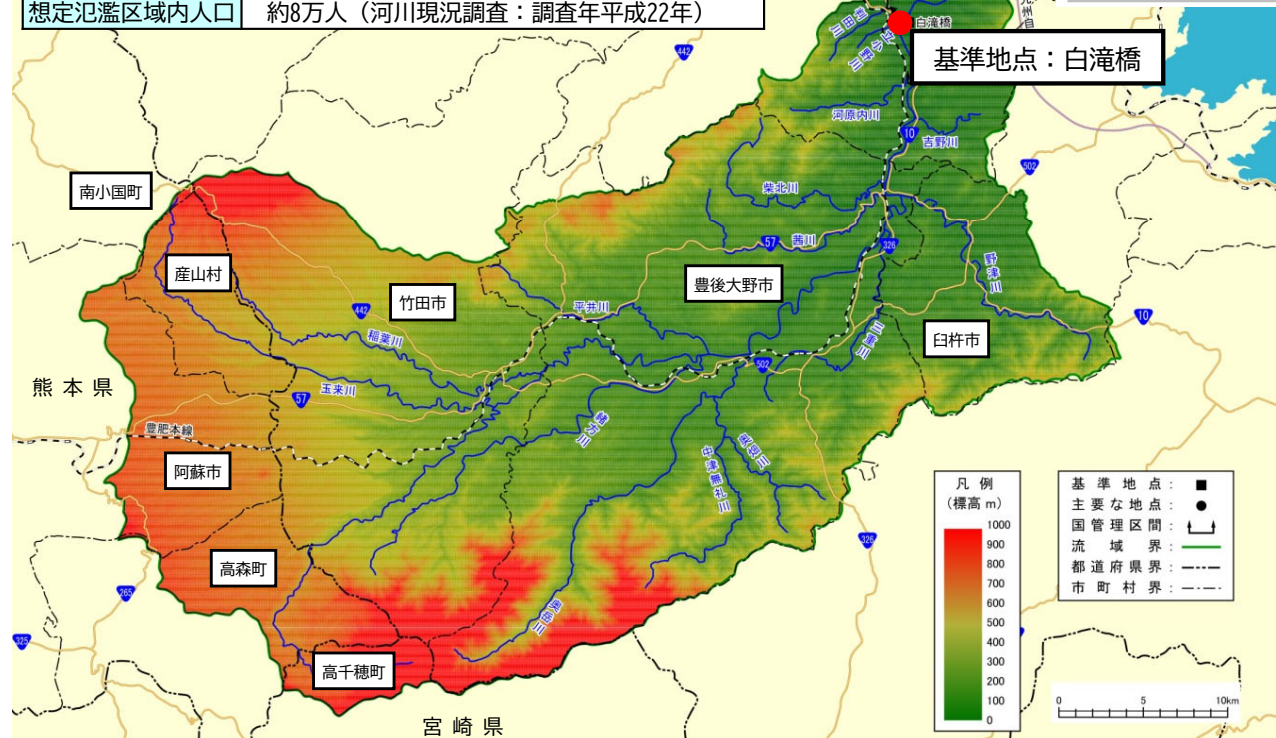 想定氾濫区域内人口 約8万人（河川現況調査：調査年平成22年）
白滝橋
基準地点：白滝橋
442
河原内川
10
吉野川
502
南小国町
柴北川
57
茜川
326
野津川
産山村
竹田市
豊後大野市
442
平井川
10
稲葉川
三重川
臼杵市
熊本県
玉来川
57
502
豊肥本線
緒方川
奥嶽川
中津無礼川
阿蘇市
凡例
（標高 m）
1000
900
800
700
600
500
400
300
200
100
0
基準地点：
主要な地点：
国管理区間：
流域界：
都道府県界：
市町村界：
326
高森町
265
325
高千穂町
0 5 10km
宮崎県